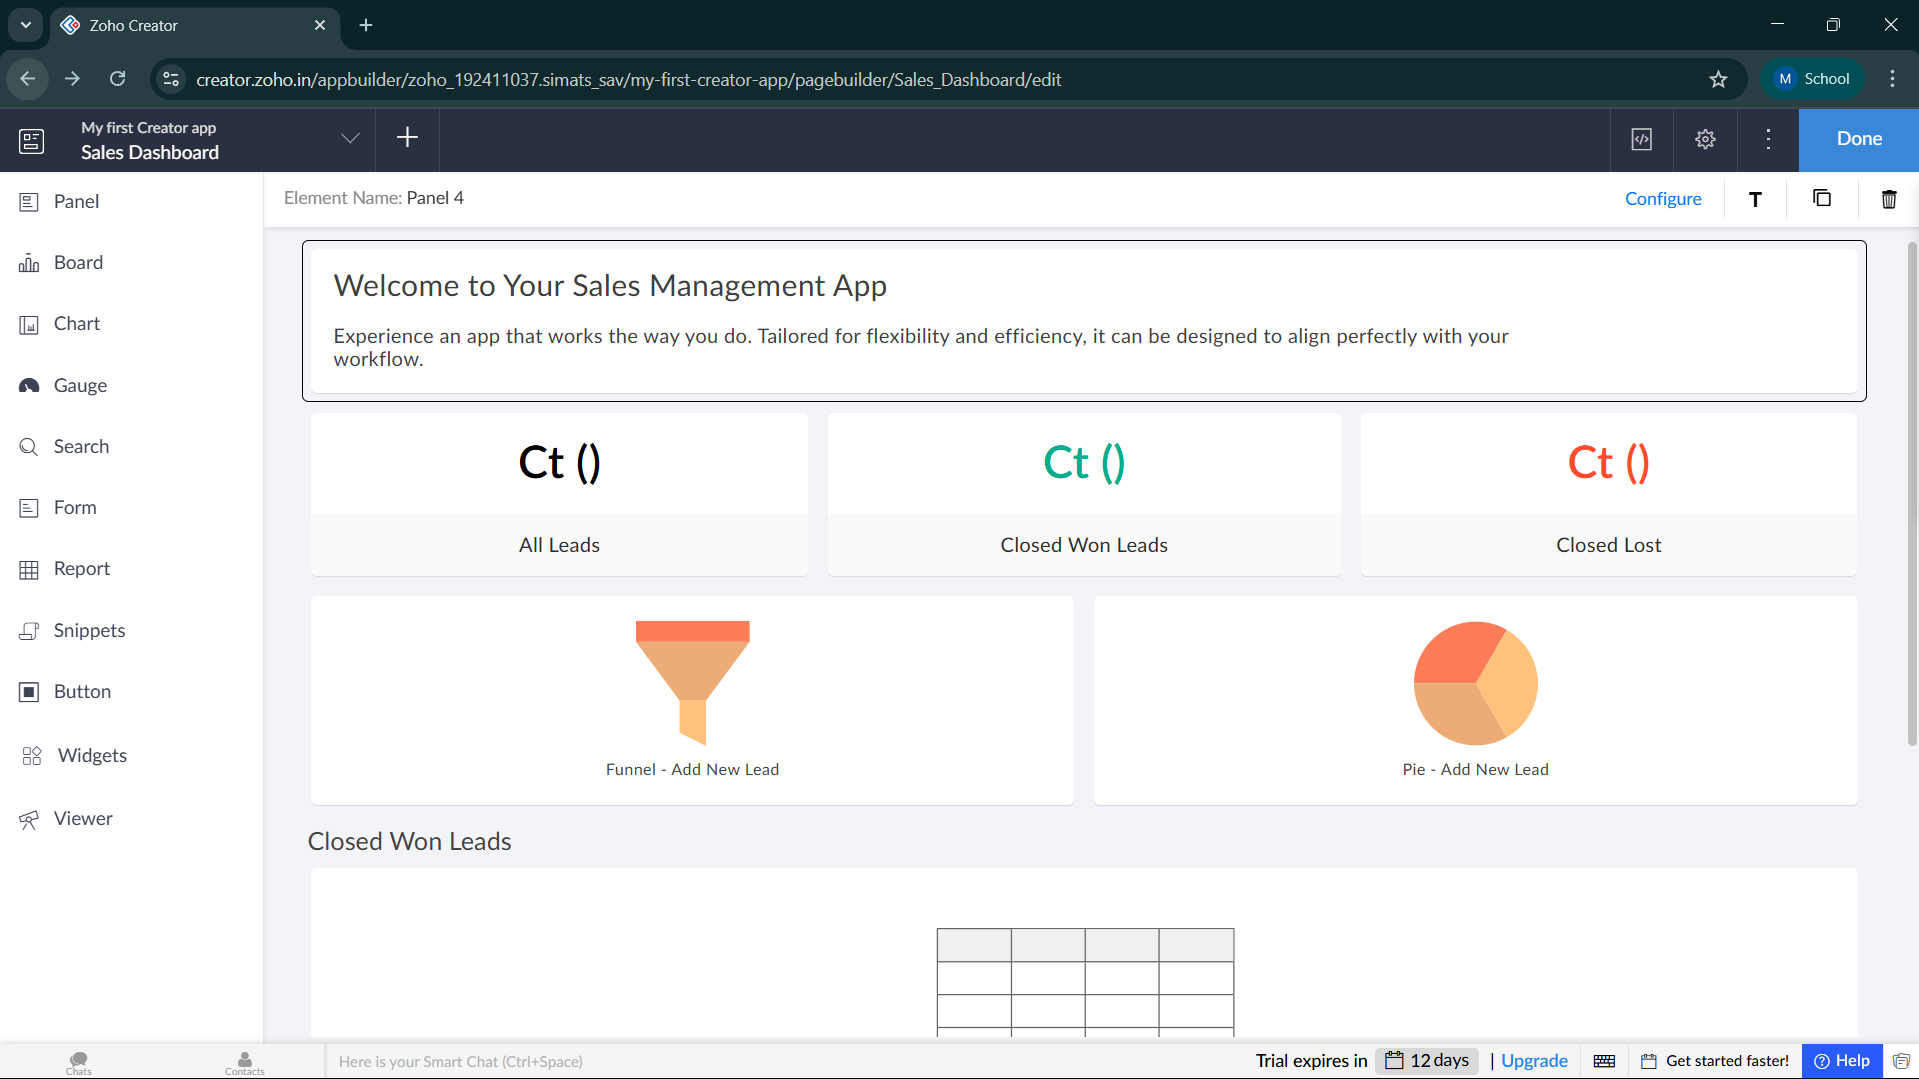 Zoho Creator
creator.zoho.in/appbuilder/zoho_192411037.simats_sav/my-first-creator-app/pagebuilder/Sales_Dashboard/edit
M School
My first Creator app
Sales Dashboard
Done
Panel
Board
Chart
Gauge
Search
Form
Report
Snippets
Button
Widgets
Viewer
Element Name: Panel 4
Configure
T
Welcome to Your Sales Management App
Experience an app that works the way you do. Tailored for flexibility and efficiency, it can be designed to align perfectly with your
workflow.
Ct ()
All Leads
Ct ()
Closed Won Leads
Ct ()
Closed Lost
Funnel - Add New Lead
Pie - Add New Lead
Closed Won Leads
Chats
Contacts
Here is your Smart Chat (Ctrl+Space)
Trial expires in 12 days | Upgrade
Get started faster!
Help